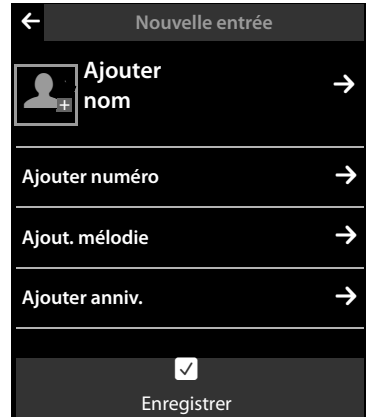 Nouvelle entrée
Ajouter
nom
Ajouter numéro
Ajout. mélodie
Ajouter anniv.
Enregistrer